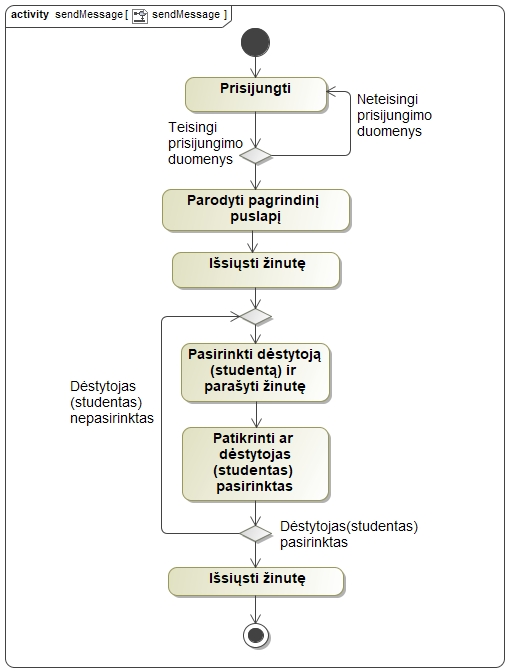 activity sendMessage [ sendMessage ]
Prisijungti
Neteisingi
prisijungimo
duomenys
Teisingi
prisijungimo
duomenys
Parodyti pagrindinį
puslapį
Išsiųsti žinutę
Pasirinkti dėstytoją
(studentą) ir
parašyti žinutę
Dėstytojas
(studentas)
nepasirinktas
Patikrinti ar
dėstytojas
(studentas)
pasirinktas
Dėstytojas(studentas)
pasirinktas
Išsiųsti žinutę